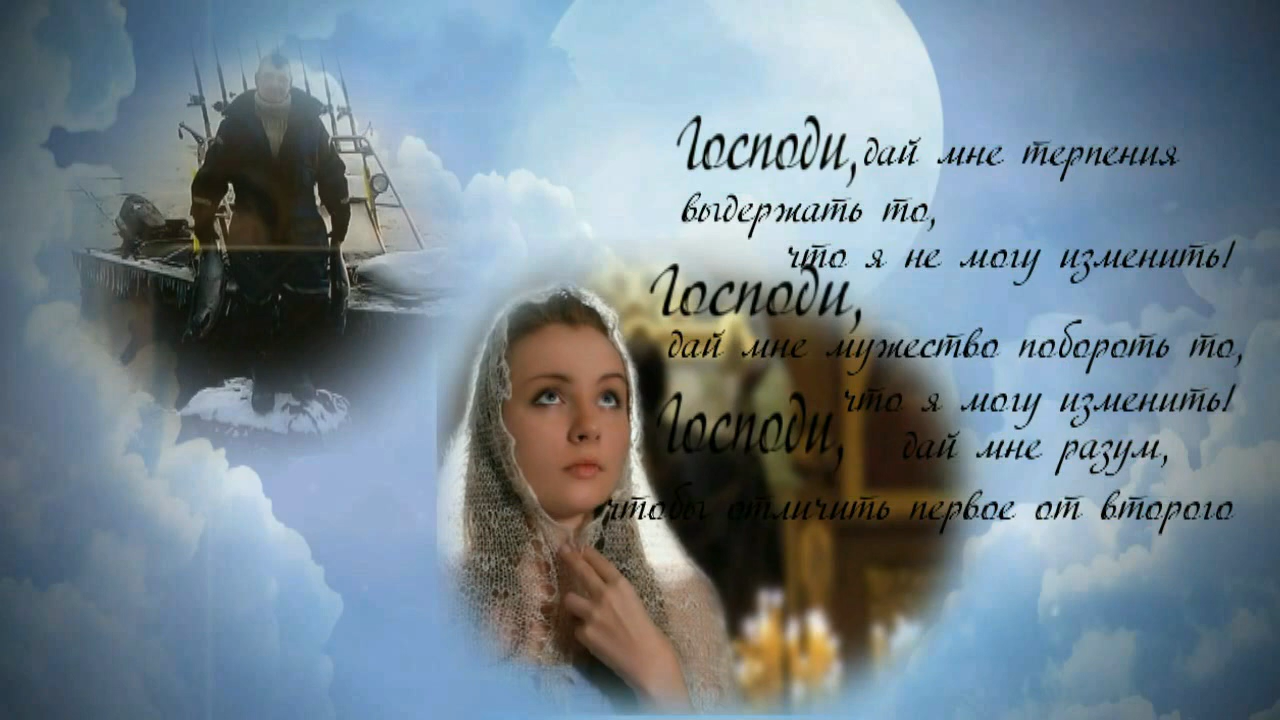 Господи, дай мне терпения
выдержать то,
что я не могу изменить!
Господи,
дай мне мужество побороть то,
что я могу изменить!
Господи, дай мне разум,
чтобы отличить первое от второго